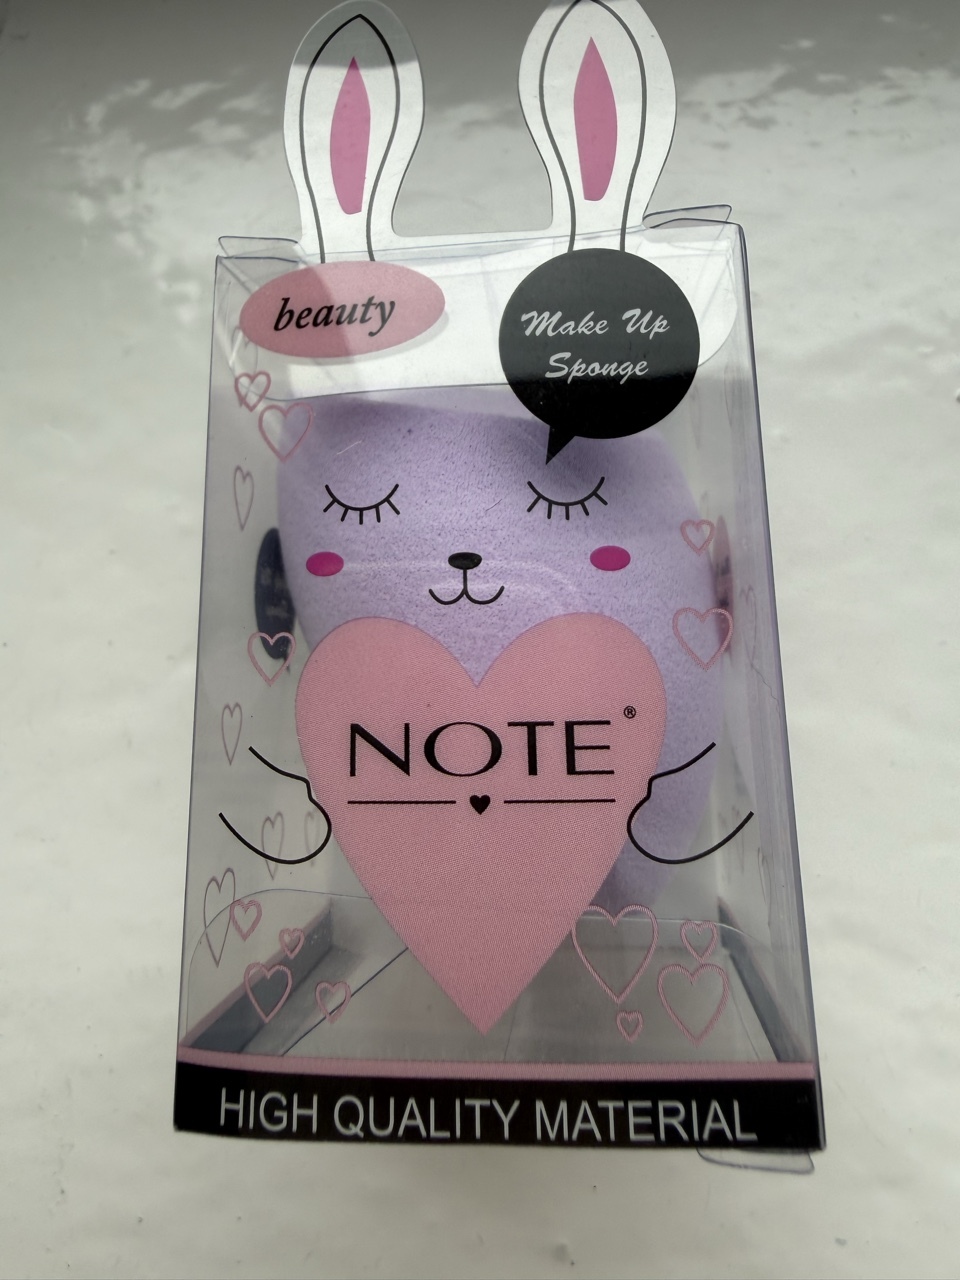 beauty
Make Up
Sponge
NOTE®
HIGH QUALITY MATERIAL